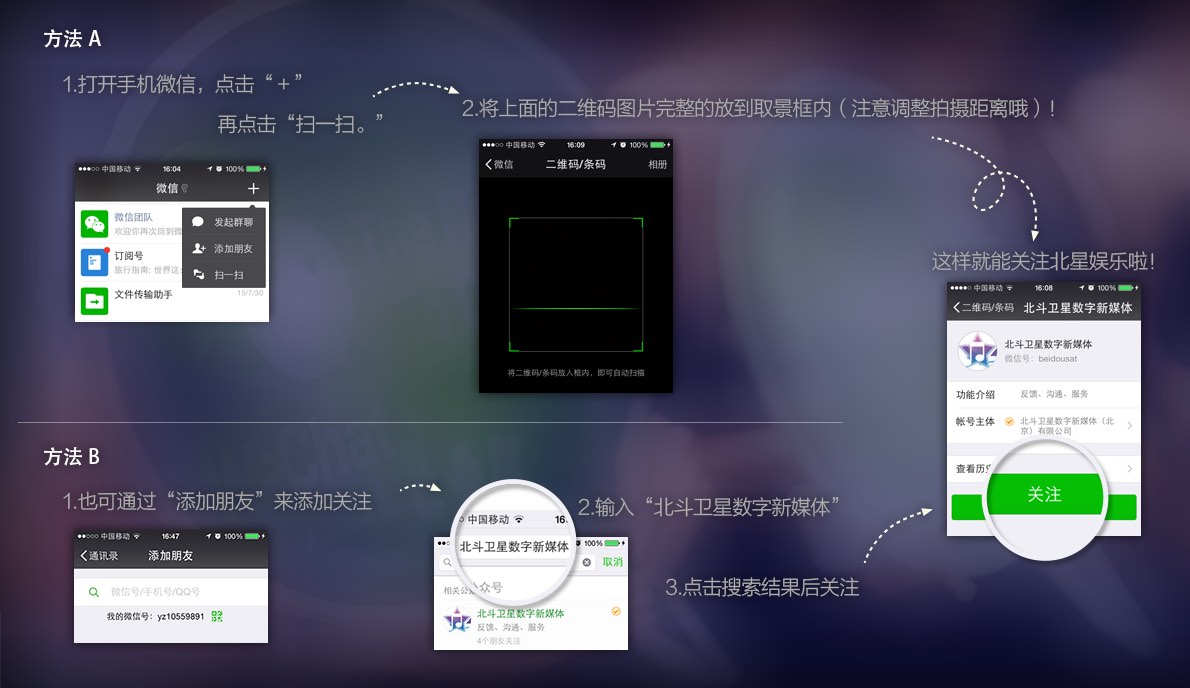 方法 A
1.打开手机微信，点击“＋”
再点击“扫一扫。”
中国移动 16:04 100%
微信
微信团队
欢迎你再次回到微
订阅号
旅行指南: 世界这么
文件传输助手 15/7/30
发起群聊
添加朋友
扫一扫
2.将上面的二维码图片完整的放到取景框内（注意调整拍摄距离哦）!
中国移动 16:09 100%
微信 二维码/条码 相册
将二维码/条码放入框内，即可自动扫描
这样就能关注北星娱乐啦!
中国移动 16:08 100%
二维码/条码 北斗卫星数字新媒体
北斗卫星数字新媒体
微信号：beidousat
功能介绍 反馈、沟通、服务
帐号主体 北斗卫星数字新媒体（北
京）有限公司
查看历史
关注
方法 B
1.也可通过“添加朋友”来添加关注
中国移动 16:47 100%
通讯录 添加朋友
微信号/手机号/QQ号
我的微信号：yz10559891
2.输入“北斗卫星数字新媒体”
中国移动 16: 100%
北斗卫星数字新媒体 取消
相关公众号
北斗卫星数字新媒体
反馈、沟通、服务
4个朋友关注
3.点击搜索结果后关注